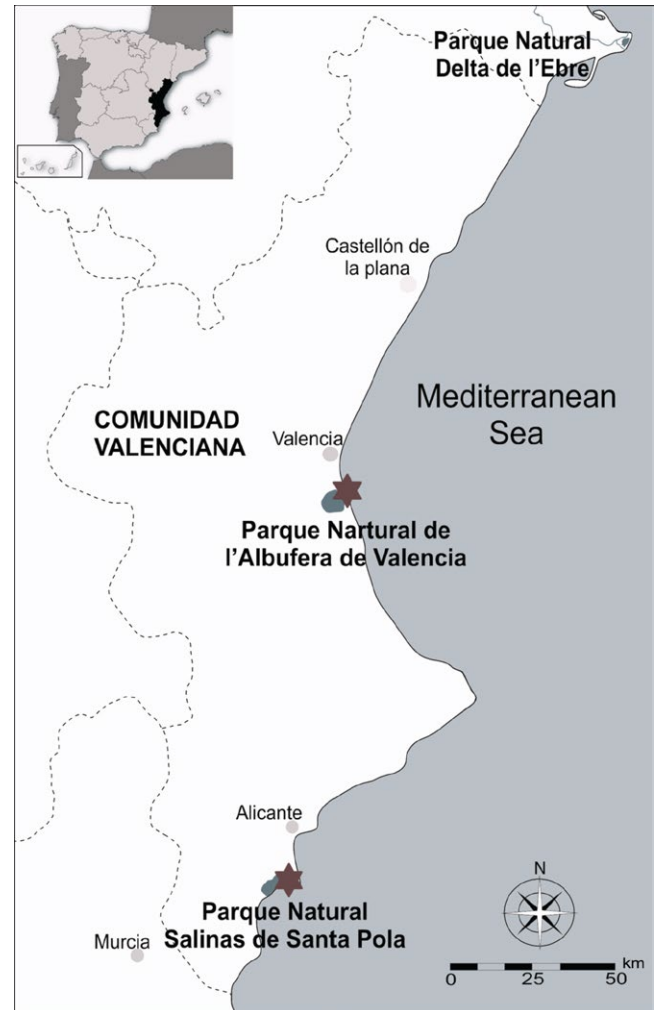 Parque Natural
Delta de l’Ebre
Castellón de
la plana
Mediterranean
Sea
COMUNIDAD
VALENCIANA
Valencia
Parque Nartural de
l’Albufera de Valencia
Alicante
Parque Natural
Salinas de Santa Pola
Murcia
N
km
0 25 50